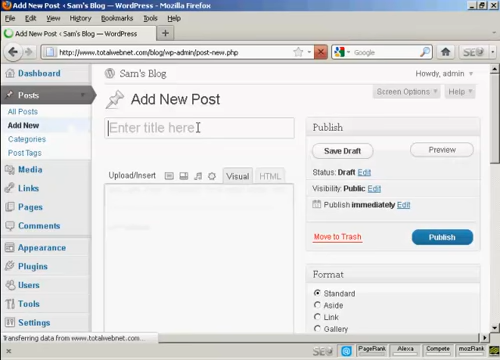 Add New Post ‹ Sam's Blog — WordPress - Mozilla Firefox
File Edit View History Bookmarks Tools Help
Add New Post ‹ Sam's Blog — WordPress
http://www.totalwebnet.com/blog/wp-admin/post-new.php
Google
Sam's Blog
Howdy, admin
Screen Options
Help
Dashboard
Posts
All Posts
Add New
Categories
Post Tags
Media
Links
Pages
Comments
Appearance
Plugins
Users
Tools
Settings
Add New Post
Enter title here
Upload/Insert
Visual
HTML
Publish
Save Draft
Preview
Status: Draft Edit
Visibility: Public Edit
Publish immediately Edit
Move to Trash
Publish
Format
Standard
Aside
Link
Gallery
Transferring data from www.totalwebnet.com...
PageRank
Alexa
Compete
mozRank